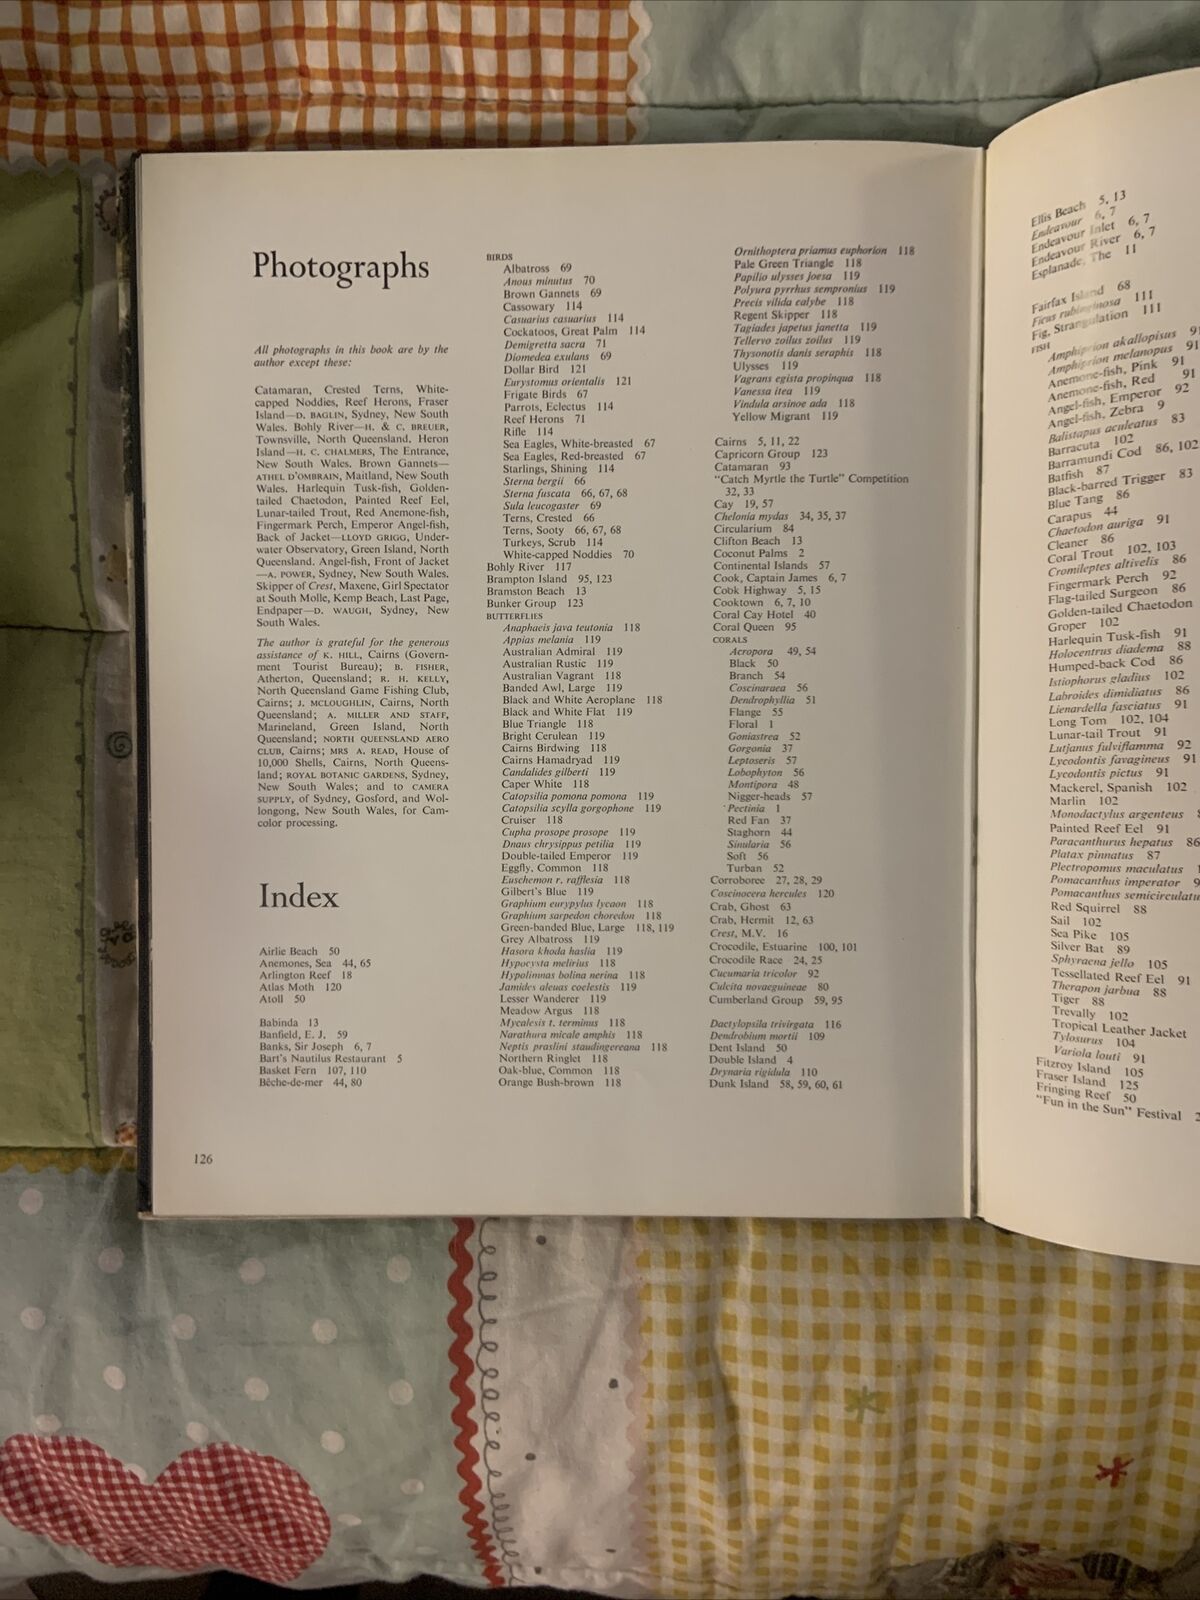 Photographs
All photographs in this book are by the
author except these:
Catamaran, Crested Terns, White-
capped Noddies, Reef Herons, Fraser
Island—D. BAGLIN, Sydney, New South
Wales. Bohly River—H. & C. BREUER,
Townsville, North Queensland. Heron
Island—H. C. CHALMERS, The Entrance,
New South Wales. Brown Gannets—
ATHEL D'OMBRAIN, Maitland, New South
Wales. Harlequin Tusk-fish, Golden-
tailed Chaetodon, Painted Reef Eel,
Lunar-tailed Trout, Red Anemone-fish,
Fingermark Perch, Emperor Angel-fish,
Back of Jacket—LLOYD GRIGG, Under-
water Observatory, Green Island, North
Queensland. Angel-fish, Front of Jacket
—A. POWER, Sydney, New South Wales.
Skipper of Crest, Maxene, Girl Spectator
at South Molle, Kemp Beach, Last Page,
Endpaper—D. WAUGH, Sydney, New
South Wales.
The author is grateful for the generous
assistance of K. HILL, Cairns (Govern-
ment Tourist Bureau); B. FISHER,
Atherton, Queensland; R. H. KELLY,
North Queensland Game Fishing Club,
Cairns; J. MCLOUGHLIN, Cairns, North
Queensland; A. MILLER AND STAFF,
Marineland, Green Island, North
Queensland; NORTH QUEENSLAND AERO
CLUB, Cairns; MRS A. READ, House of
10,000 Shells, Cairns, North Queens-
land; ROYAL BOTANIC GARDENS, Sydney,
New South Wales; and to CAMERA
SUPPLY, of Sydney, Gosford, and Wol-
longong, New South Wales, for Cam-
color processing.
Index
Airlie Beach 50
Anemones, Sea 44, 65
Arlington Reef 18
Atlas Moth 120
Atoll 50
Babinda 13
Banfield, E. J. 59
Banks, Sir Joseph 6, 7
Bart's Nautilus Restaurant 5
Basket Fern 107, 110
Bêche-de-mer 44, 80
126
BIRDS
Albatross 69
Anous minutus 70
Brown Gannets 69
Cassowary 114
Casuarius casuarius 114
Cockatoos, Great Palm 114
Demigretta sacra 71
Diomedea exulans 69
Dollar Bird 121
Eurystomus orientalis 121
Frigate Birds 67
Parrots, Eclectus 114
Reef Herons 71
Rifle 114
Sea Eagles, White-breasted 67
Sea Eagles, Red-breasted 67
Starlings, Shining 114
Sterna bergii 66
Sterna fuscata 66, 67, 68
Sula leucogaster 69
Terns, Crested 66
Terns, Sooty 66, 67, 68
Turkeys, Scrub 114
White-capped Noddies 70
Bohly River 117
Brampton Island 95, 123
Bramston Beach 13
Bunker Group 123
BUTTERFLIES
Anaphaeis java teutonia 118
Appias melania 119
Australian Admiral 119
Australian Rustic 119
Australian Vagrant 118
Banded Awl, Large 119
Black and White Aeroplane 118
Black and White Flat 119
Blue Triangle 118
Bright Cerulean 119
Cairns Birdwing 118
Cairns Hamadryad 119
Candalides gilberti 119
Caper White 118
Catopsilia pomona pomona 119
Catopsilia scylla gorgophone 119
Cruiser 118
Cupha prosope prosope 119
Dnaus chrysippus petilia 119
Double-tailed Emperor 119
Eggfly, Common 118
Euschemon r. rafflesia 118
Gilbert's Blue 119
Graphium eurypylus lycaon 118
Graphium sarpedon choredon 118
Green-banded Blue, Large 118, 119
Grey Albatross 119
Hasora khoda haslia 119
Hypocysta metirius 118
Hypolimnas bolina nerina 118
Jamides aleuas coelestis 119
Lesser Wanderer 119
Meadow Argus 118
Mycalesis t. terminus 118
Narathura micale amphis 118
Neptis praslini staudingereana 118
Northern Ringlet 118
Oak-blue, Common 118
Orange Bush-brown 118
Ornithoptera priamus euphorion 118
Pale Green Triangle 118
Papilio ulysses joesa 119
Polyura pyrrhus sempronius 119
Precis vilida calybe 118
Regent Skipper 118
Tagiades japetus janetta 119
Tellervo zoilus zoilus 119
Thysonotis danis seraphis 118
Ulysses 119
Vagrans egista propinqua 118
Vanessa itea 119
Vindula arsinoe ada 118
Yellow Migrant 119
Cairns 5, 11, 22
Capricorn Group 123
Catamaran 93
"Catch Myrtle the Turtle" Competition
32, 33
Cay 19, 57
Chelonia mydas 34, 35, 37
Circularium 84
Clifton Beach 13
Coconut Palms 2
Continental Islands 57
Cook, Captain James 6, 7
Cobk Highway 5, 15
Cooktown 6, 7, 10
Coral Cay Hotel 40
Coral Queen 95
CORALS
Acropora 49, 54
Black 50
Branch 54
Coscinaraea 56
Dendrophyllia 51
Flange 55
Floral 1
Goniastrea 52
Gorgonia 37
Leptoseris 57
Lobophyton 56
Montipora 48
Nigger-heads 57
Pectinia 1
Red Fan 37
Staghorn 44
Sinularia 56
Soft 56
Turban 52
Corroboree 27, 28, 29
Coscinocera hercules 120
Crab, Ghost 63
Crab, Hermit 12, 63
Crest, M.V. 16
Crocodile, Estuarine 100, 101
Crocodile Race 24, 25
Cucumaria tricolor 92
Culcita novaeguineae 80
Cumberland Group 59, 95
Dactylopsila trivirgata 116
Dendrobium mortii 109
Dent Island 50
Double Island 4
Drynaria rigidula 110
Dunk Island 58, 59, 60, 61
Ellis Beach 5, 13
Endeavour 6, 7
Endeavour Inlet 6, 7
Endeavour River 6, 7
Esplanade, The 11
Fairfax Island 68
Ficus rubiginosa 111
Fig, Strangulation 111
FISH
Amphiprion akallopisus 91
Amphiprion melanopus 91
Anemone-fish, Pink 91
Anemone-fish, Red 91
Angel-fish, Emperor 92
Angel-fish, Zebra 9
Balistapus aculeatus 83
Barracuta 102
Barramundi Cod 86, 102
Batfish 87
Black-barred Trigger 83
Blue Tang 86
Carapus 44
Chaetodon auriga 91
Cleaner 86
Coral Trout 102, 103
Cromileptes altivelis 86
Fingermark Perch 92
Flag-tailed Surgeon 86
Golden-tailed Chaetodon
Groper 102
Harlequin Tusk-fish 91
Holocentrus diadema 88
Humped-back Cod 86
Istiophorus gladius 102
Labroides dimidiatus 86
Lienardella fasciatus 91
Long Tom 102, 104
Lunar-tail Trout 91
Lutjanus fulviflamma 92
Lycodontis favagineus 91
Lycodontis pictus 91
Mackerel, Spanish 102
Marlin 102
Monodactylus argenteus
Painted Reef Eel 91
Paracanthurus hepatus 86
Platax pinnatus 87
Plectropomus maculatus
Pomacanthus imperator
Pomacanthus semicirculatu
Red Squirrel 88
Sail 102
Sea Pike 105
Silver Bat 89
Sphyraena jello 105
Tessellated Reef Eel 91
Therapon jarbua 88
Tiger 88
Trevally 102
Tropical Leather Jacket
Tylosurus 104
Variola louti 91
Fitzroy Island 105
Fraser Island 125
Fringing Reef 50
"Fun in the Sun" Festival 2